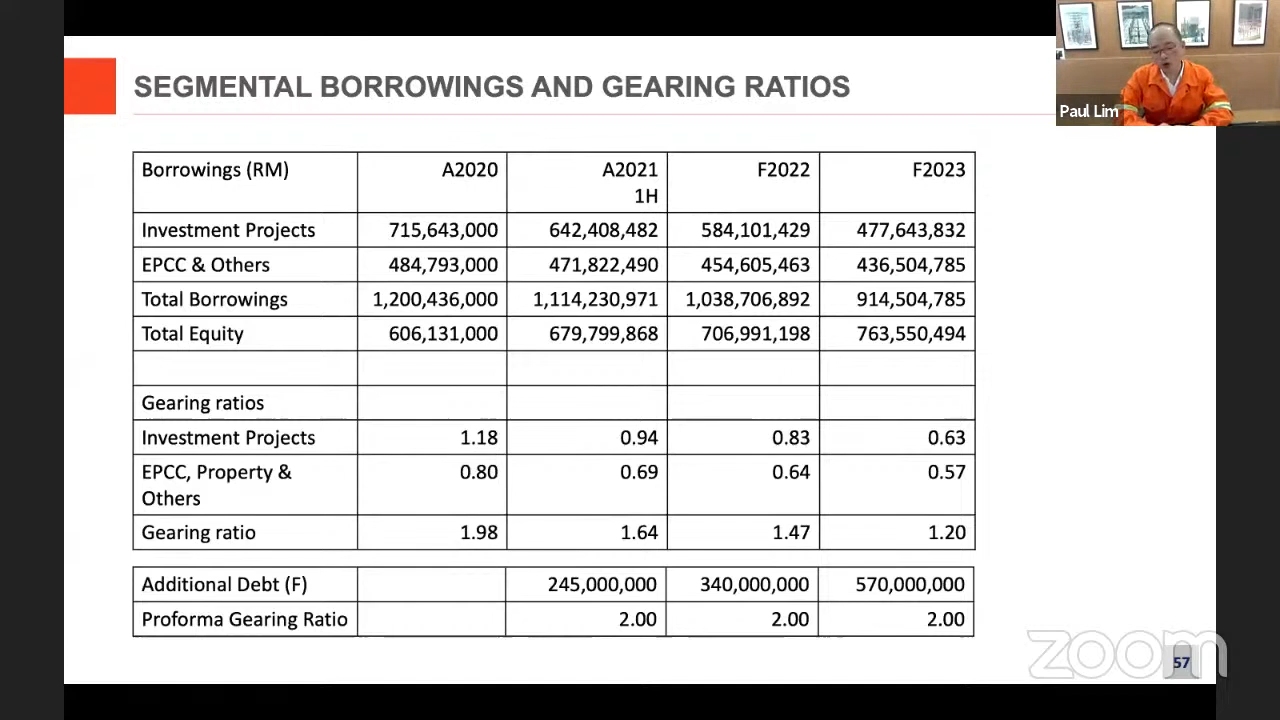 SEGMENTAL BORROWINGS AND GEARING RATIOS
Paul Lim
Borrowings (RM) A2020 A2021 1H F2022 F2023
Investment Projects 715,643,000 642,408,482 584,101,429 477,643,832
EPCC & Others 484,793,000 471,822,490 454,605,463 436,504,785
Total Borrowings 1,200,436,000 1,114,230,971 1,038,706,892 914,504,785
Total Equity 606,131,000 679,799,868 706,991,198 763,550,494
Gearing ratios
Investment Projects 1.18 0.94 0.83 0.63
EPCC, Property & Others 0.80 0.69 0.64 0.57
Gearing ratio 1.98 1.64 1.47 1.20
Additional Debt (F) 245,000,000 340,000,000 570,000,000
Proforma Gearing Ratio 2.00 2.00 2.00
zoom
57